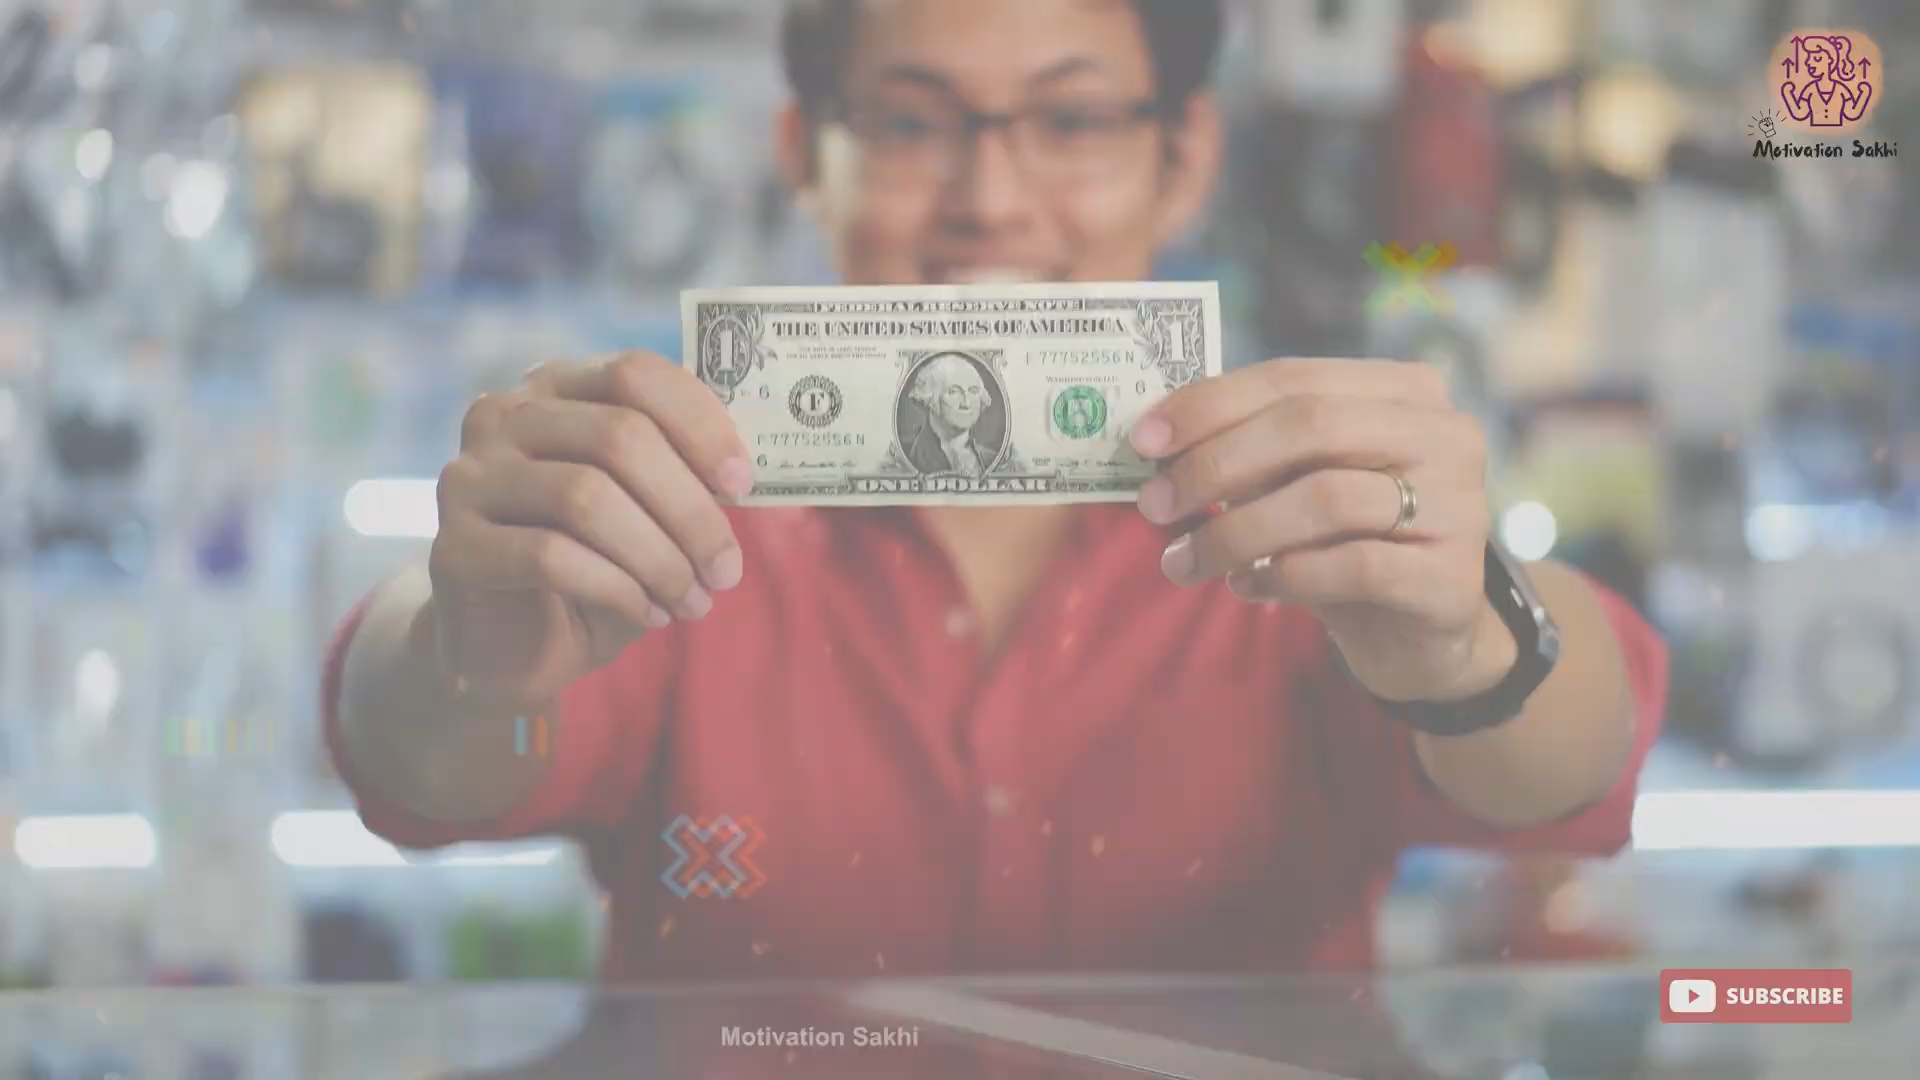 Motivation Sakhi
FEDERAL RESERVE NOTE
THE UNITED STATES OF AMERICA
1
1
F 77752556 N
WASHINGTON, D.C.
6
6
F
F 77752556 N
6
ONE DOLLAR
SUBSCRIBE
Motivation Sakhi